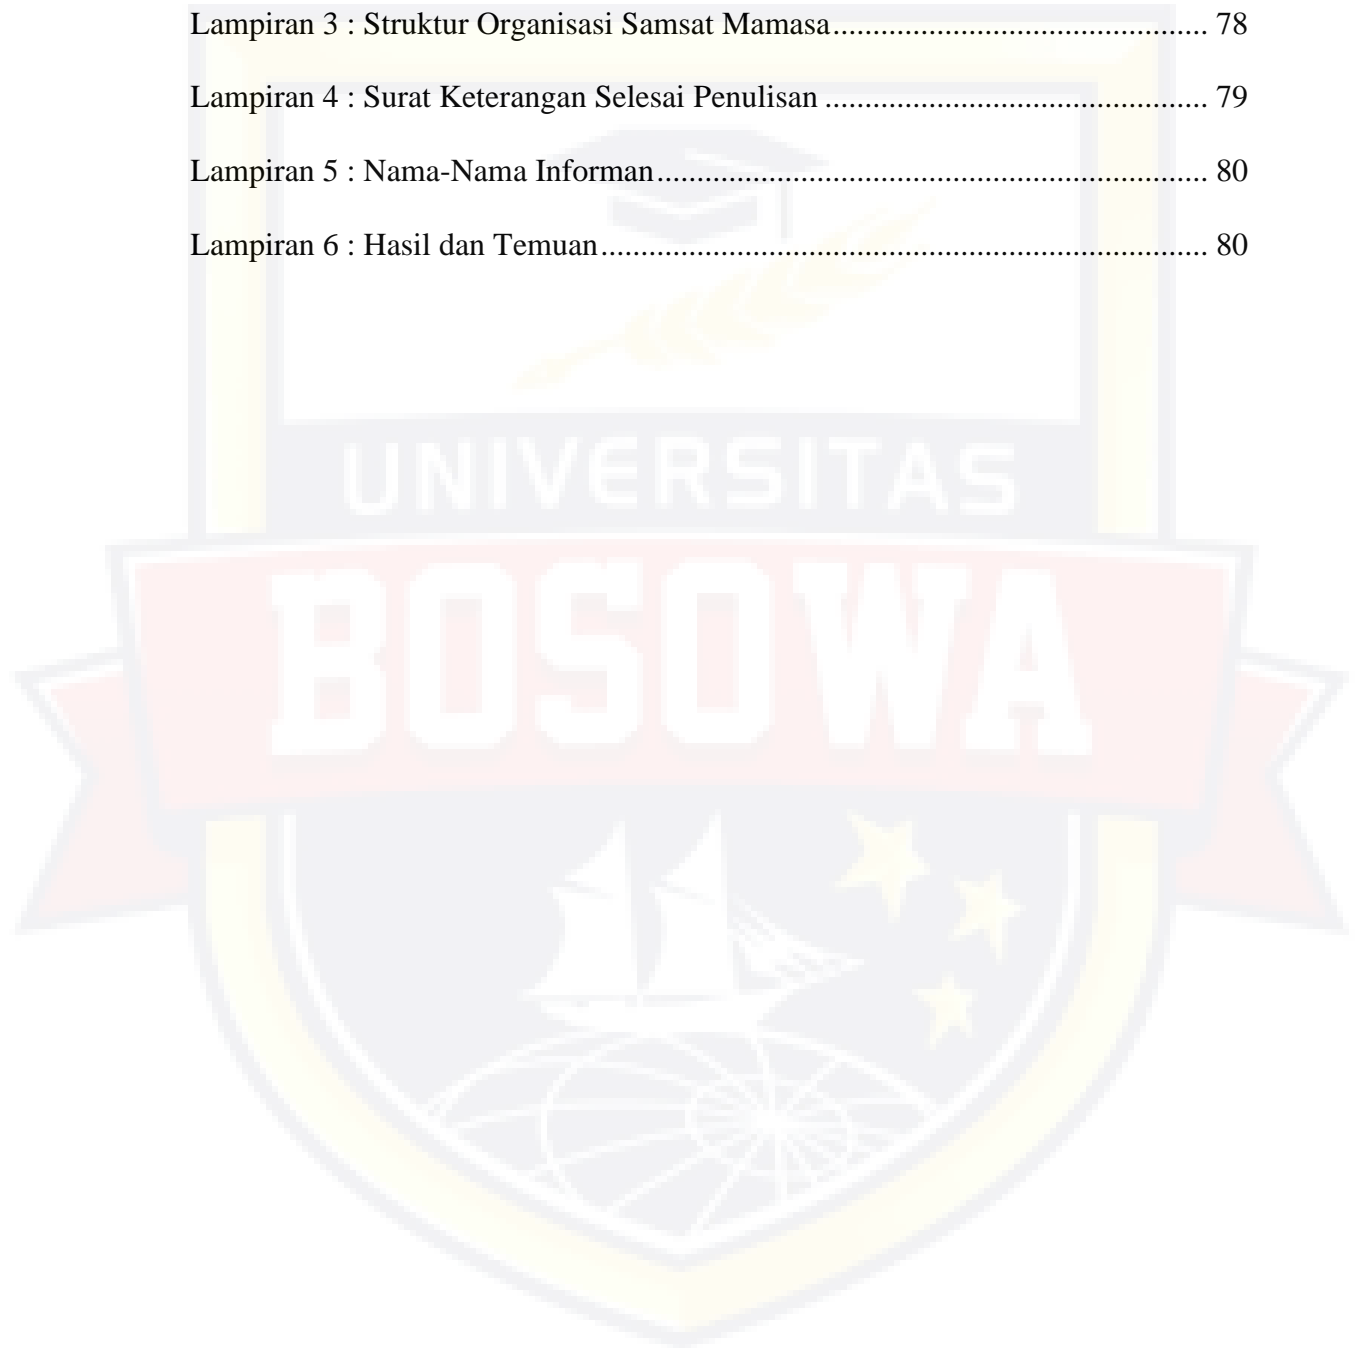 Lampiran 3 : Struktur Organisasi Samsat Mamasa............................................... 78
Lampiran 4 : Surat Keterangan Selesai Penulisan ................................................ 79
Lampiran 5 : Nama-Nama Informan..................................................................... 80
Lampiran 6 : Hasil dan Temuan............................................................................ 80
UNIVERSITAS
BOSOWA